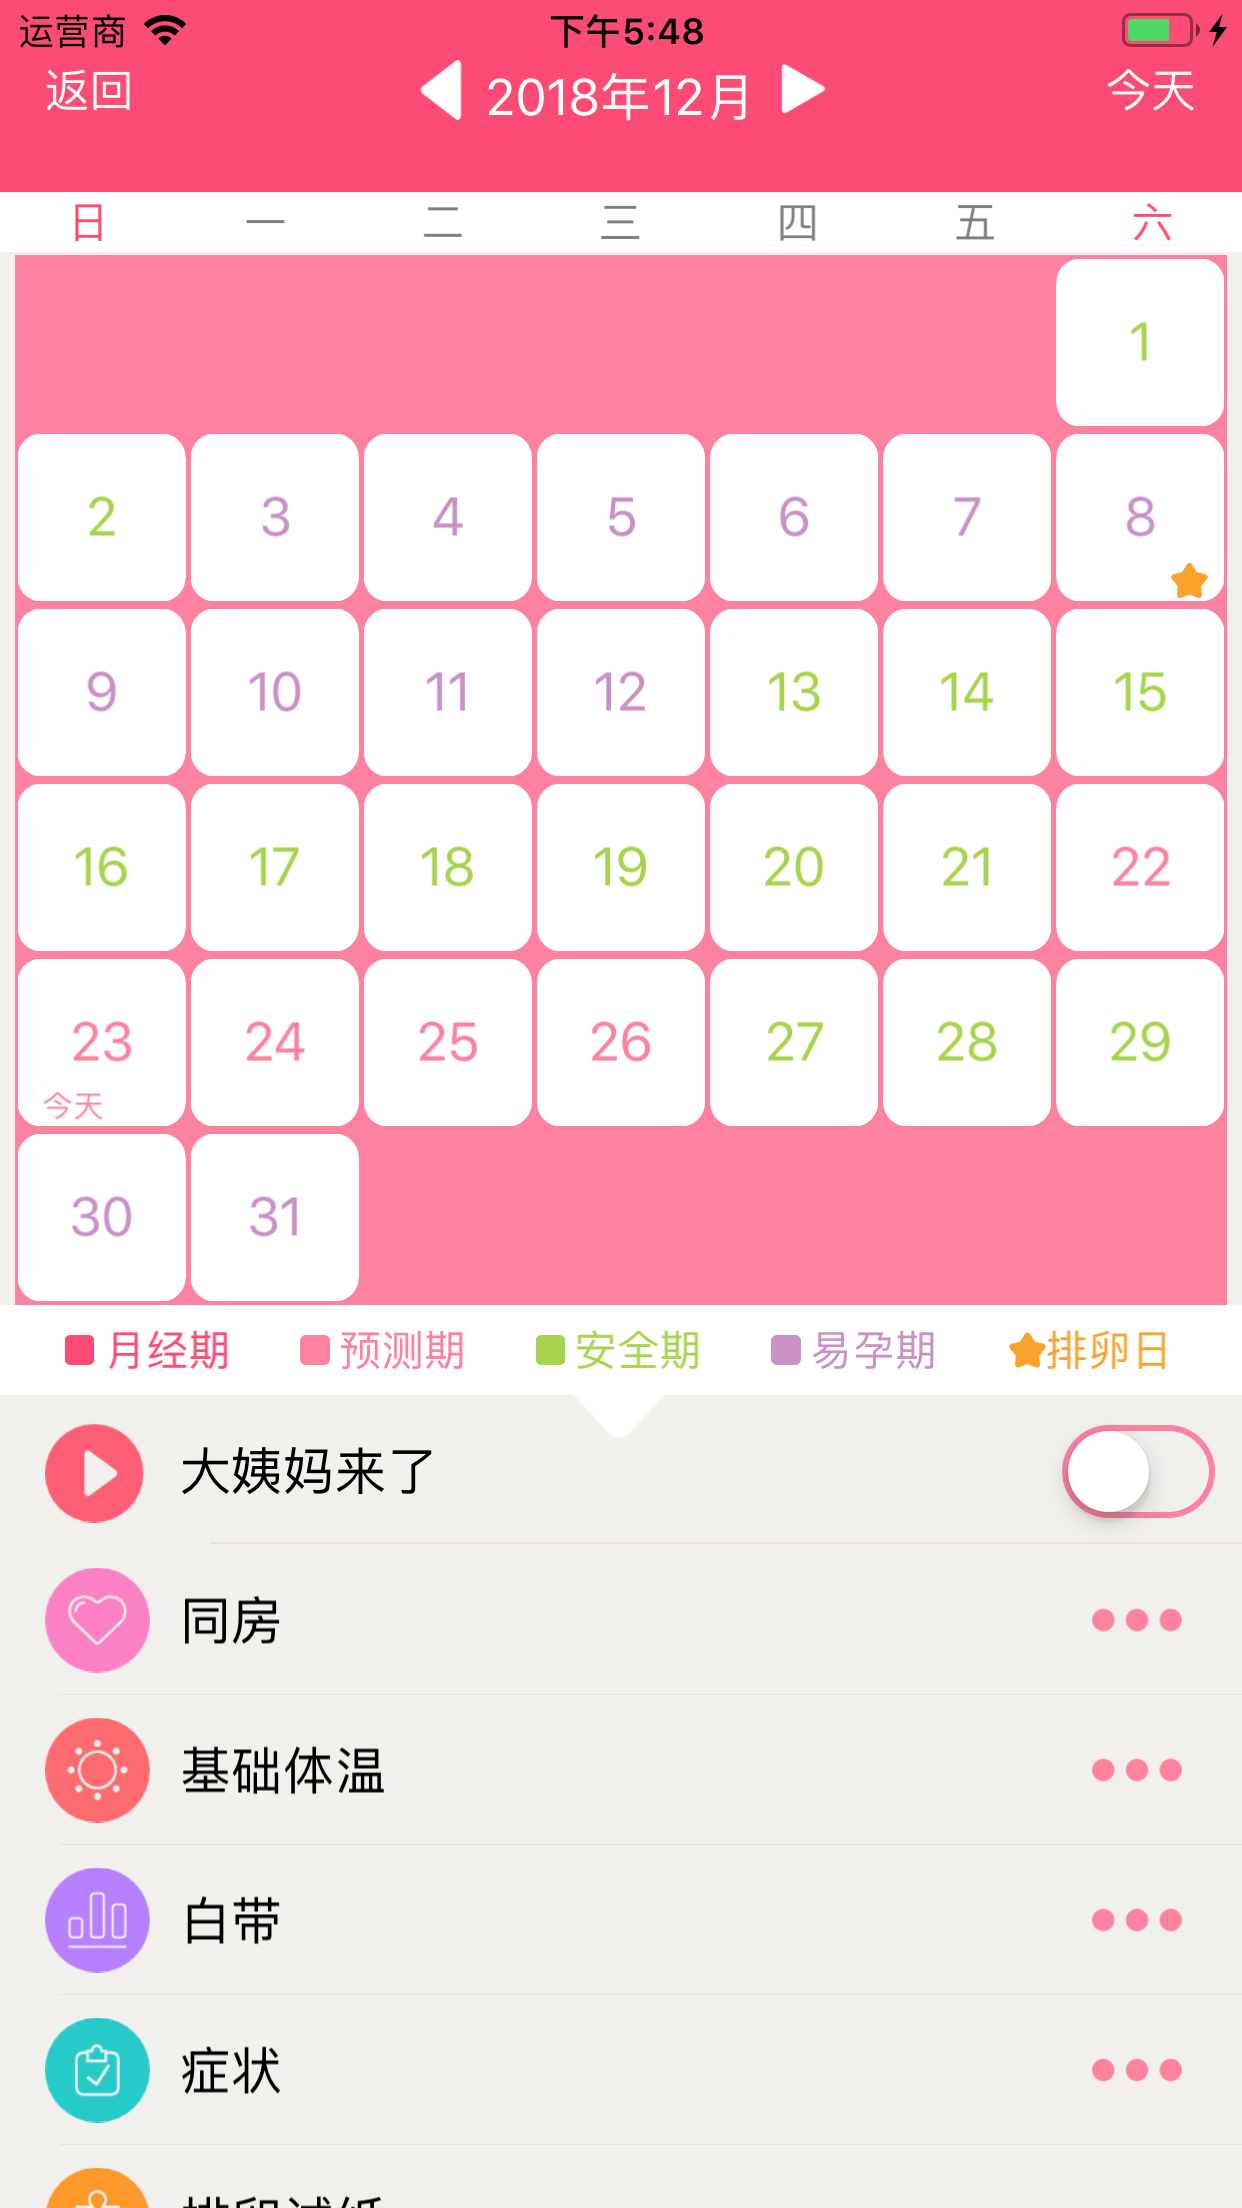 运营商 下午5:48
返回 2018年12月 今天
日 一 二 三 四 五 六
1
2 3 4 5 6 7 8
9 10 11 12 13 14 15
16 17 18 19 20 21 22
23 24 25 26 27 28 29
今天
30 31
月经期 预测期 安全期 易孕期 排卵日
大姨妈来了
同房
基础体温
白带
症状
排卵试纸